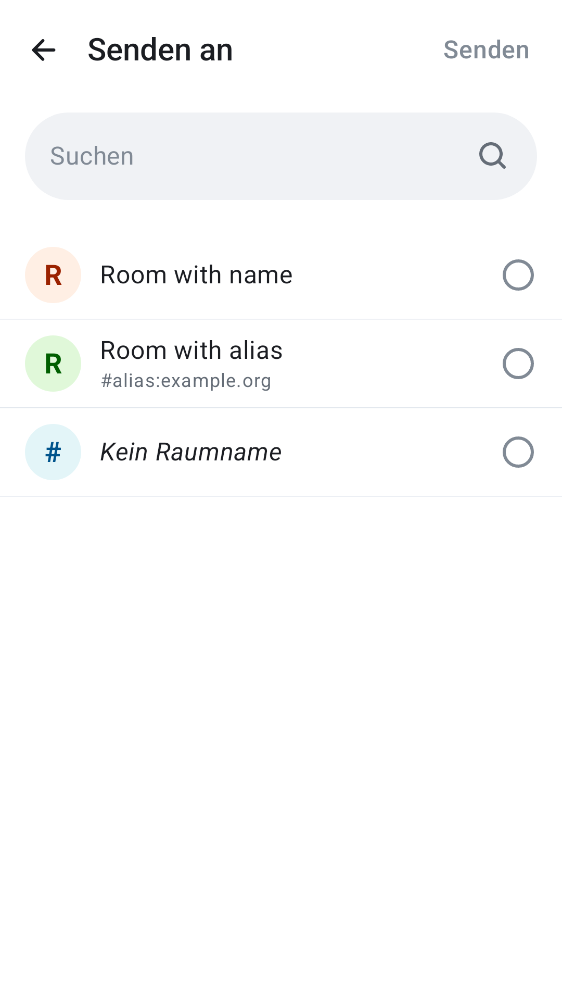 Senden an
Senden
Suchen
R
Room with name
R
Room with alias
#alias:example.org
#
Kein Raumname